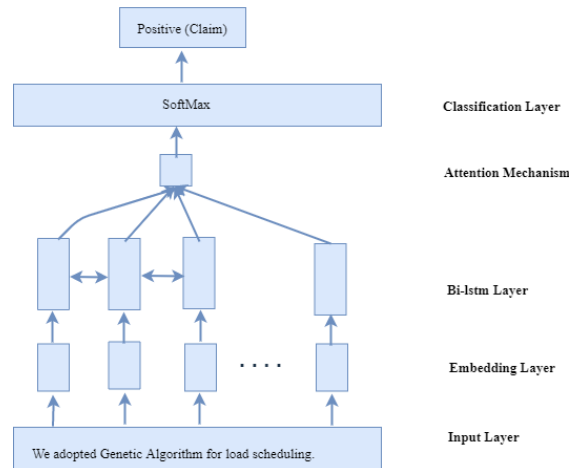 Positive (Claim)
SoftMax
Classification Layer
Attention Mechanism
Bi-lstm Layer
Embedding Layer
Input Layer
We adopted Genetic Algorithm for load scheduling.